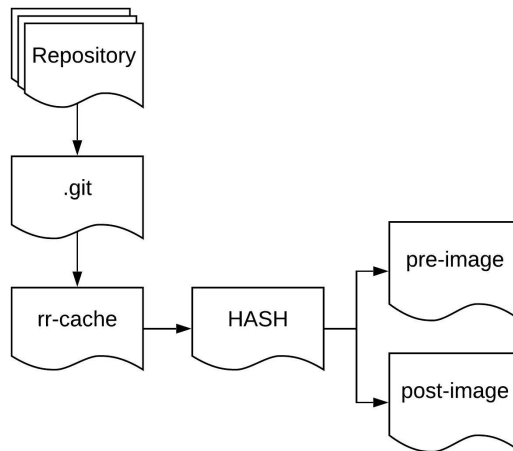 Repository
.git
rr-cache
HASH
pre-image
post-image